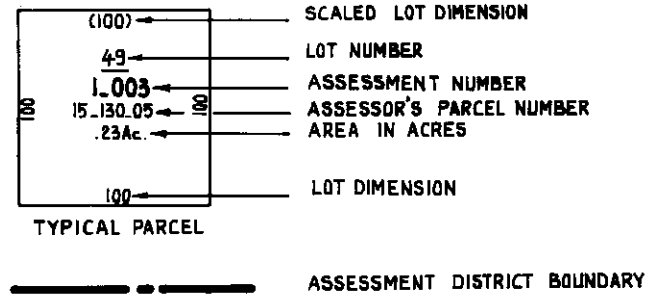 (100) SCALED LOT DIMENSION
49 LOT NUMBER
1_003 ASSESSMENT NUMBER
100 15_130_05 100 ASSESSOR'S PARCEL NUMBER
.23Ac. AREA IN ACRES
100 LOT DIMENSION
TYPICAL PARCEL
ASSESSMENT DISTRICT BOUNDARY